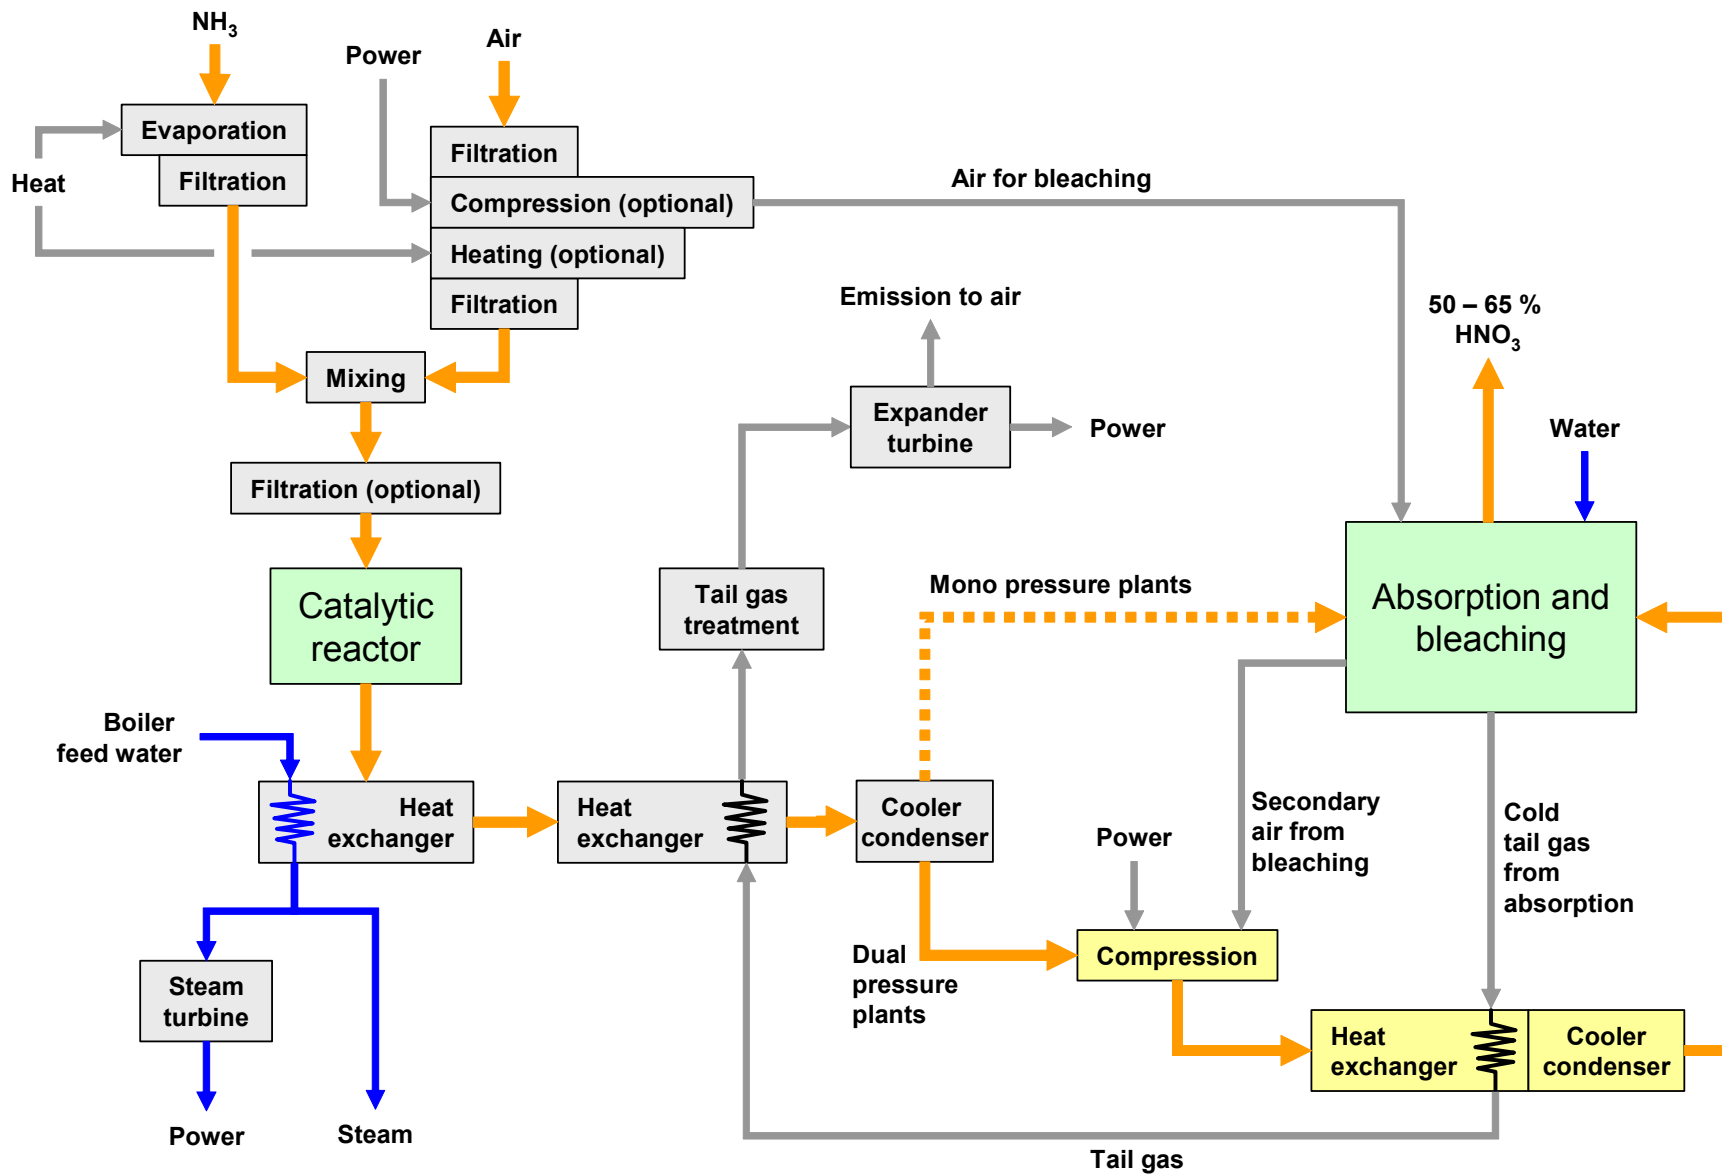 NH3
Power
Air
Evaporation
Filtration
Heat
Filtration
Compression (optional)
Heating (optional)
Filtration
Air for bleaching
Mixing
Filtration (optional)
Catalytic
reactor
Emission to air
Expander
turbine
Power
Tail gas
treatment
50 – 65 %
HNO3
Water
Mono pressure plants
Absorption and
bleaching
Boiler
feed water
Heat
exchanger
Heat
exchanger
Cooler
condenser
Power
Secondary
air from
bleaching
Cold
tail gas
from
absorption
Dual
pressure
plants
Compression
Steam
turbine
Heat
exchanger
Cooler
condenser
Power
Steam
Tail gas